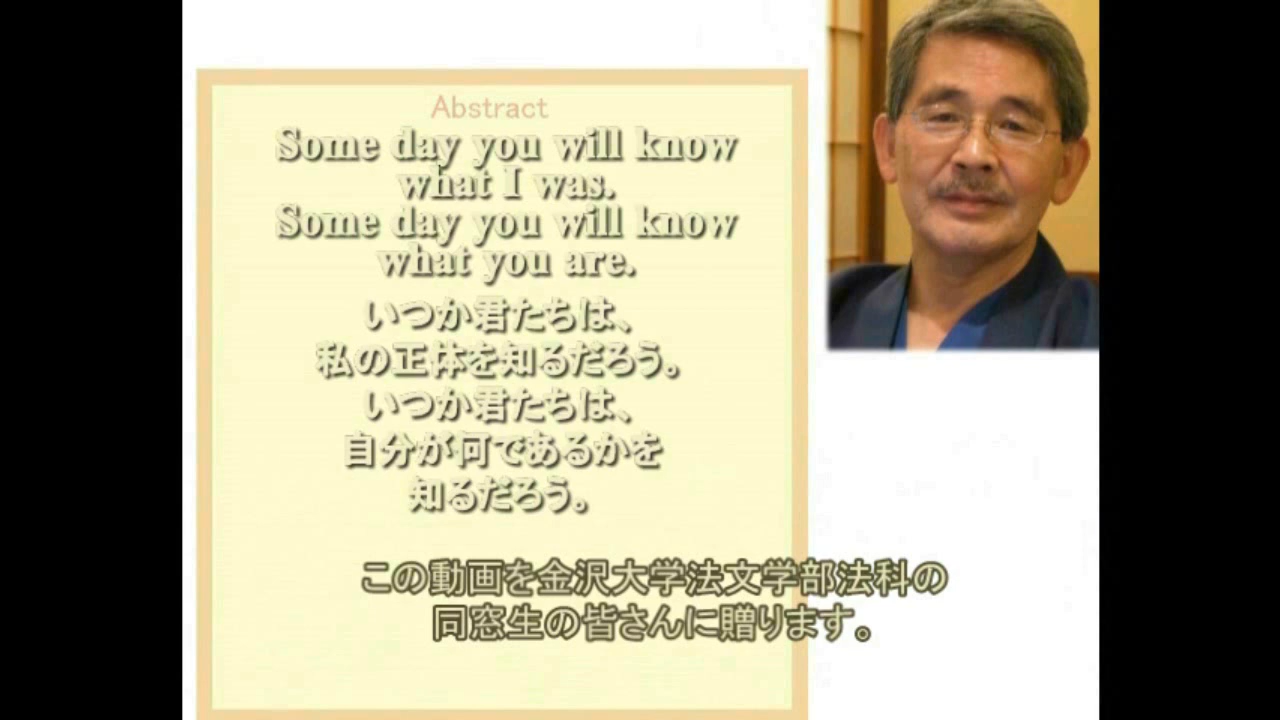 Abstract
Some day you will know
what I was.
Some day you will know
what you are.
いつか君たちは、
私の正体を知るだろう。
いつか君たちは、
自分が何であるかを
知るだろう。
この動画を金沢大学法文学部法科の
同窓生の皆さんに贈ります。